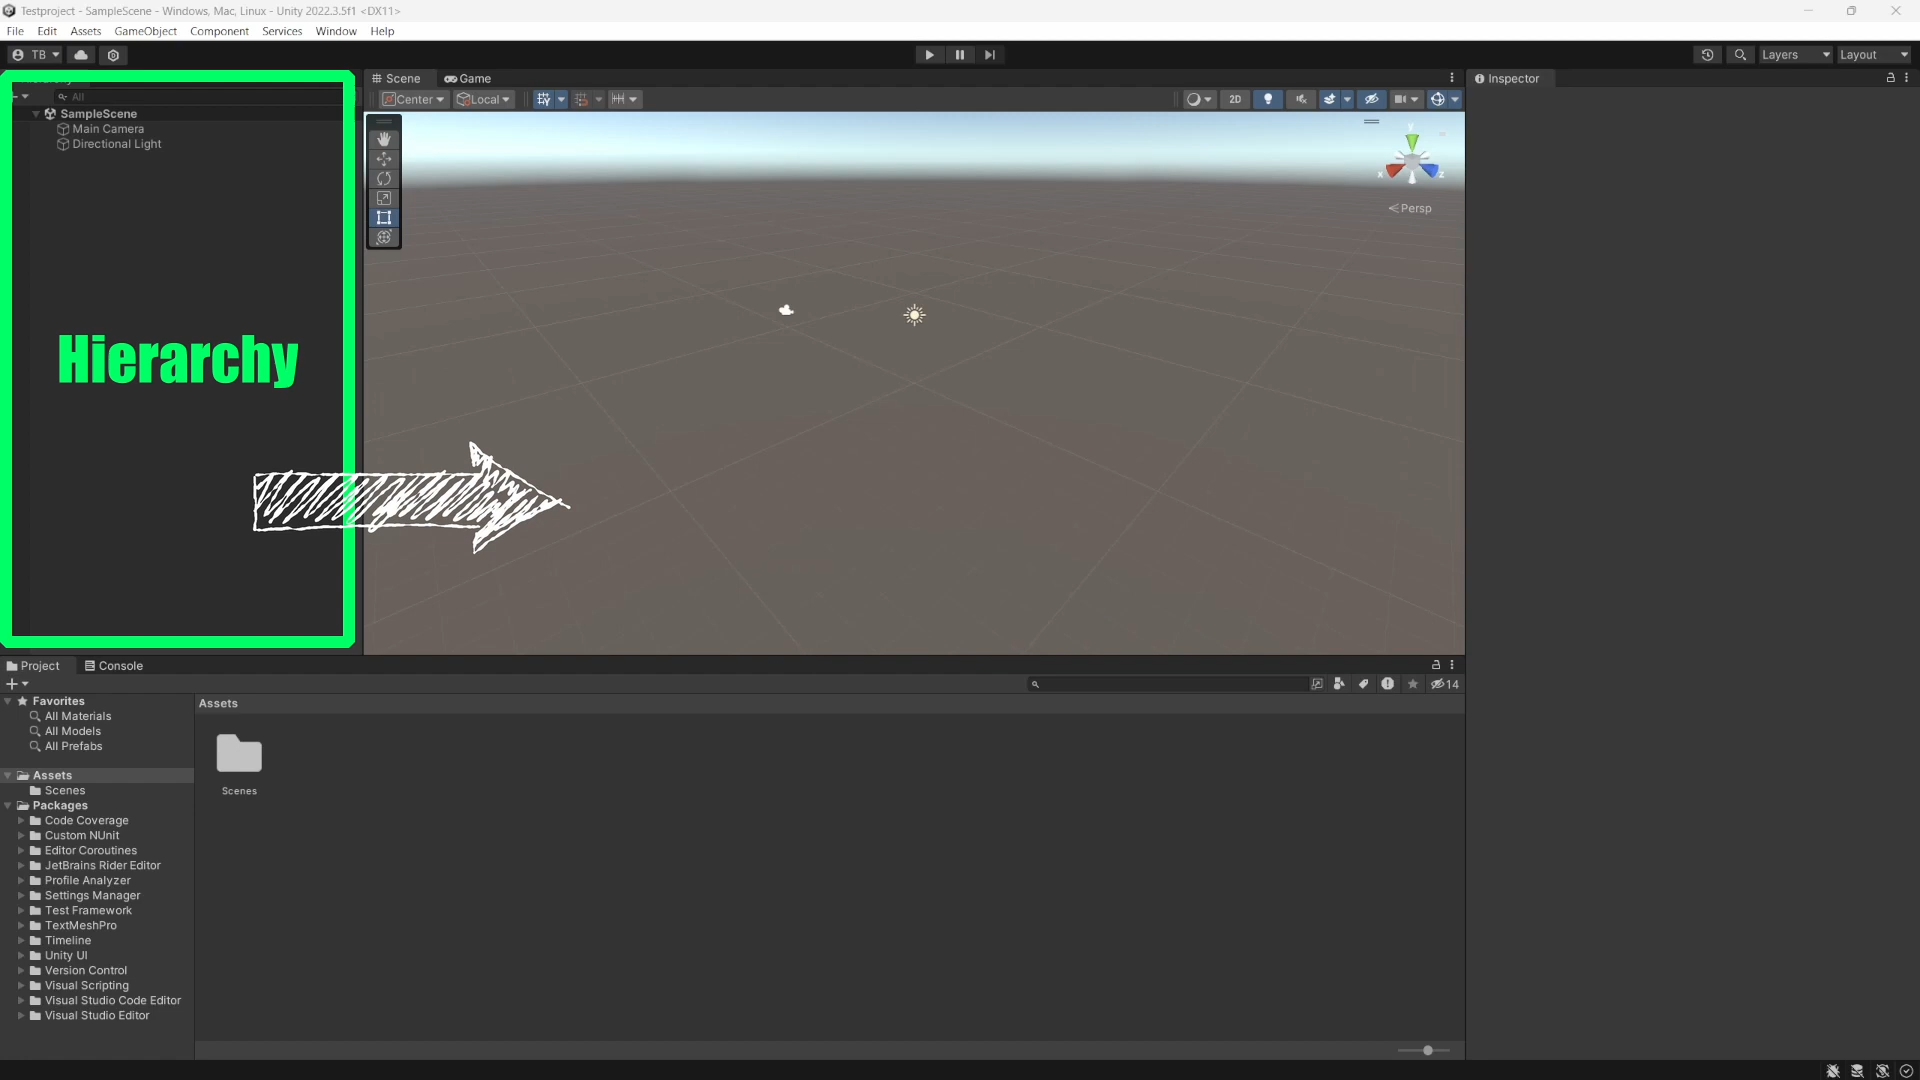 Testproject - SampleScene - Windows, Mac, Linux - Unity 2022.3.5f1 <DX11>
File Edit Assets GameObject Component Services Window Help
TB Layers Layout
Scene Game Inspector
All Center Local 2D
SampleScene
Main Camera
Directional Light
y
x z
Persp
Hierarchy
Project Console
14
Favorites Assets
All Materials
All Models
All Prefabs
Assets
Scenes Scenes
Packages
Code Coverage
Custom NUnit
Editor Coroutines
JetBrains Rider Editor
Profile Analyzer
Settings Manager
Test Framework
TextMeshPro
Timeline
Unity UI
Version Control
Visual Scripting
Visual Studio Code Editor
Visual Studio Editor